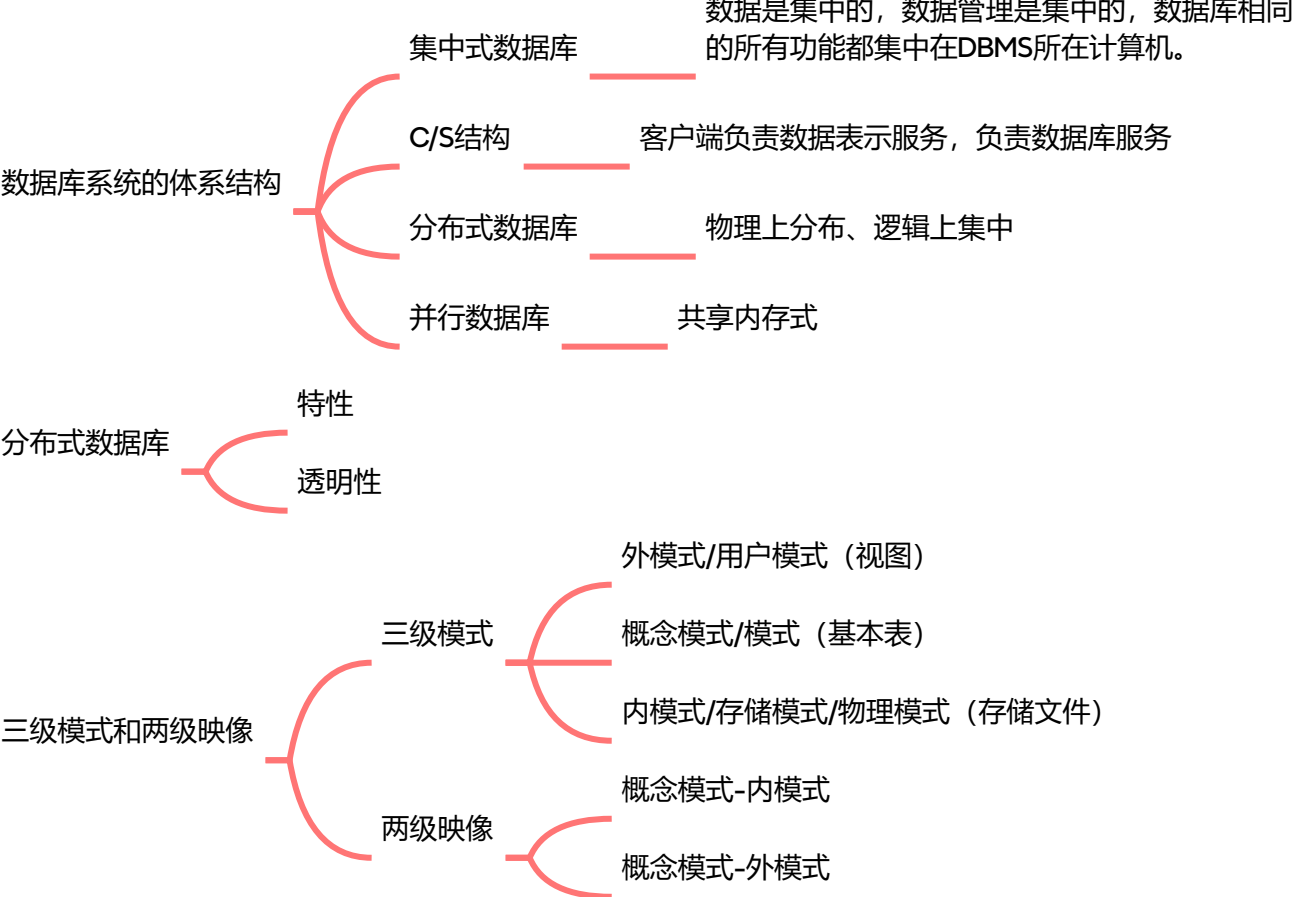 数据是集中的，数据管理是集中的，数据库相同
集中式数据库
的所有功能都集中在DBMS所在计算机。
C/S结构
客户端负责数据表示服务，负责数据库服务
数据库系统的体系结构
分布式数据库
物理上分布、逻辑上集中
并行数据库
共享内存式
特性
分布式数据库
透明性
外模式/用户模式（视图）
三级模式
概念模式/模式（基本表）
内模式/存储模式/物理模式（存储文件）
三级模式和两级映像
概念模式-内模式
两级映像
概念模式-外模式